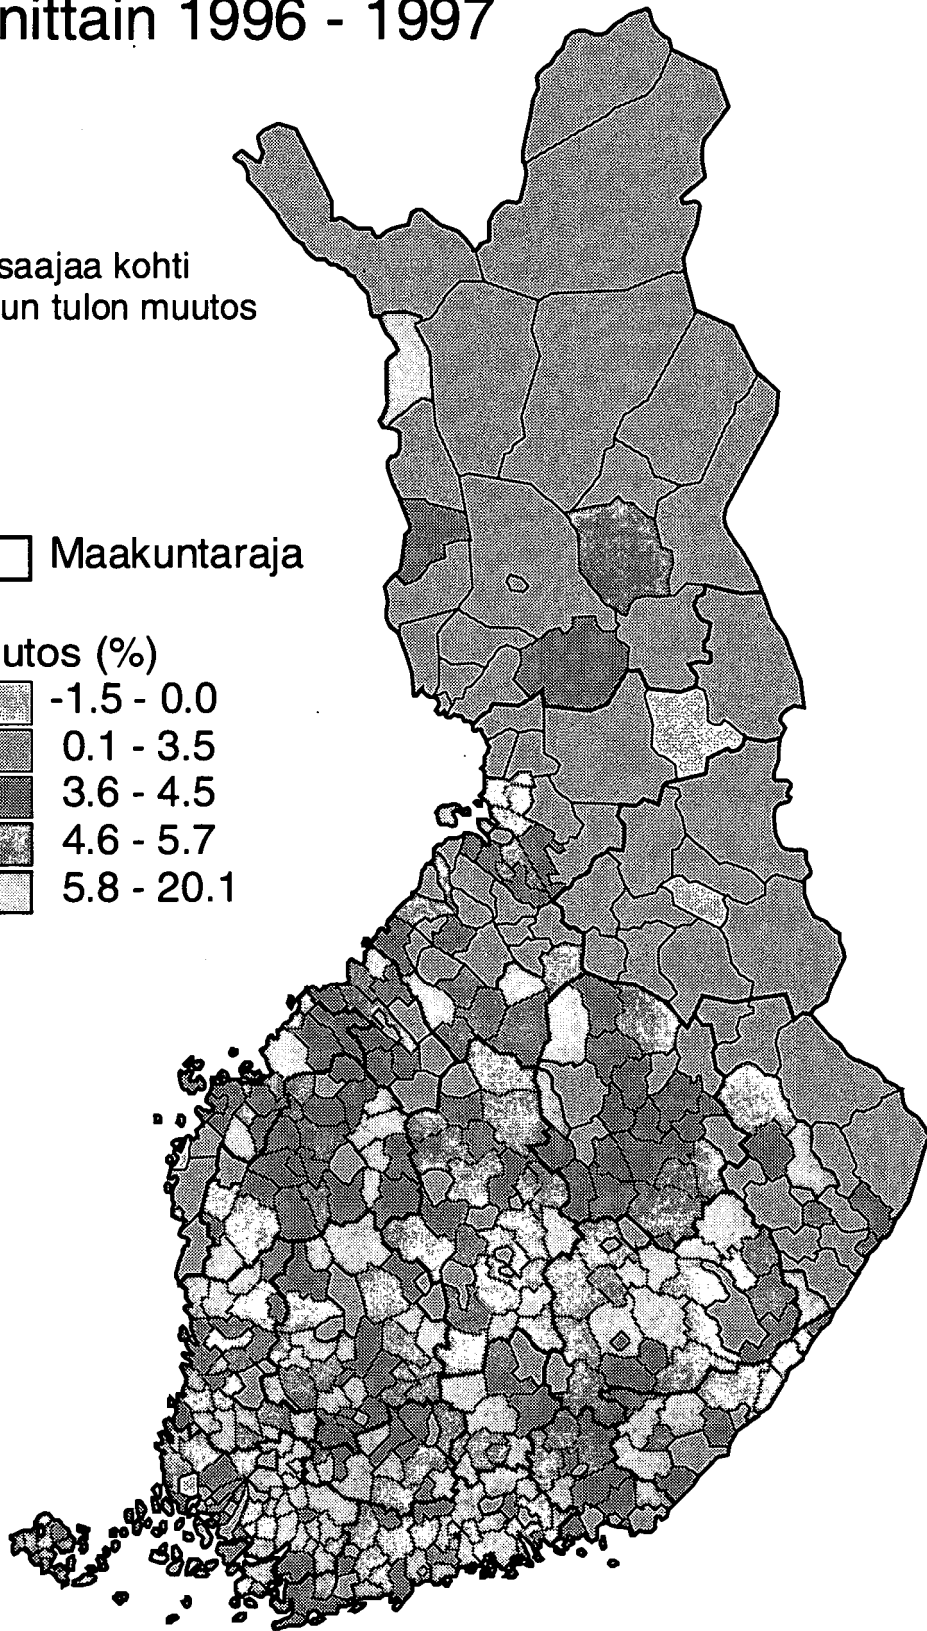 nittain 1996 - 1997
saajaa kohti
un tulon muutos
Maakuntaraja
utos (%)
-1.5 - 0.0
0.1 - 3.5
3.6 - 4.5
4.6 - 5.7
5.8 - 20.1